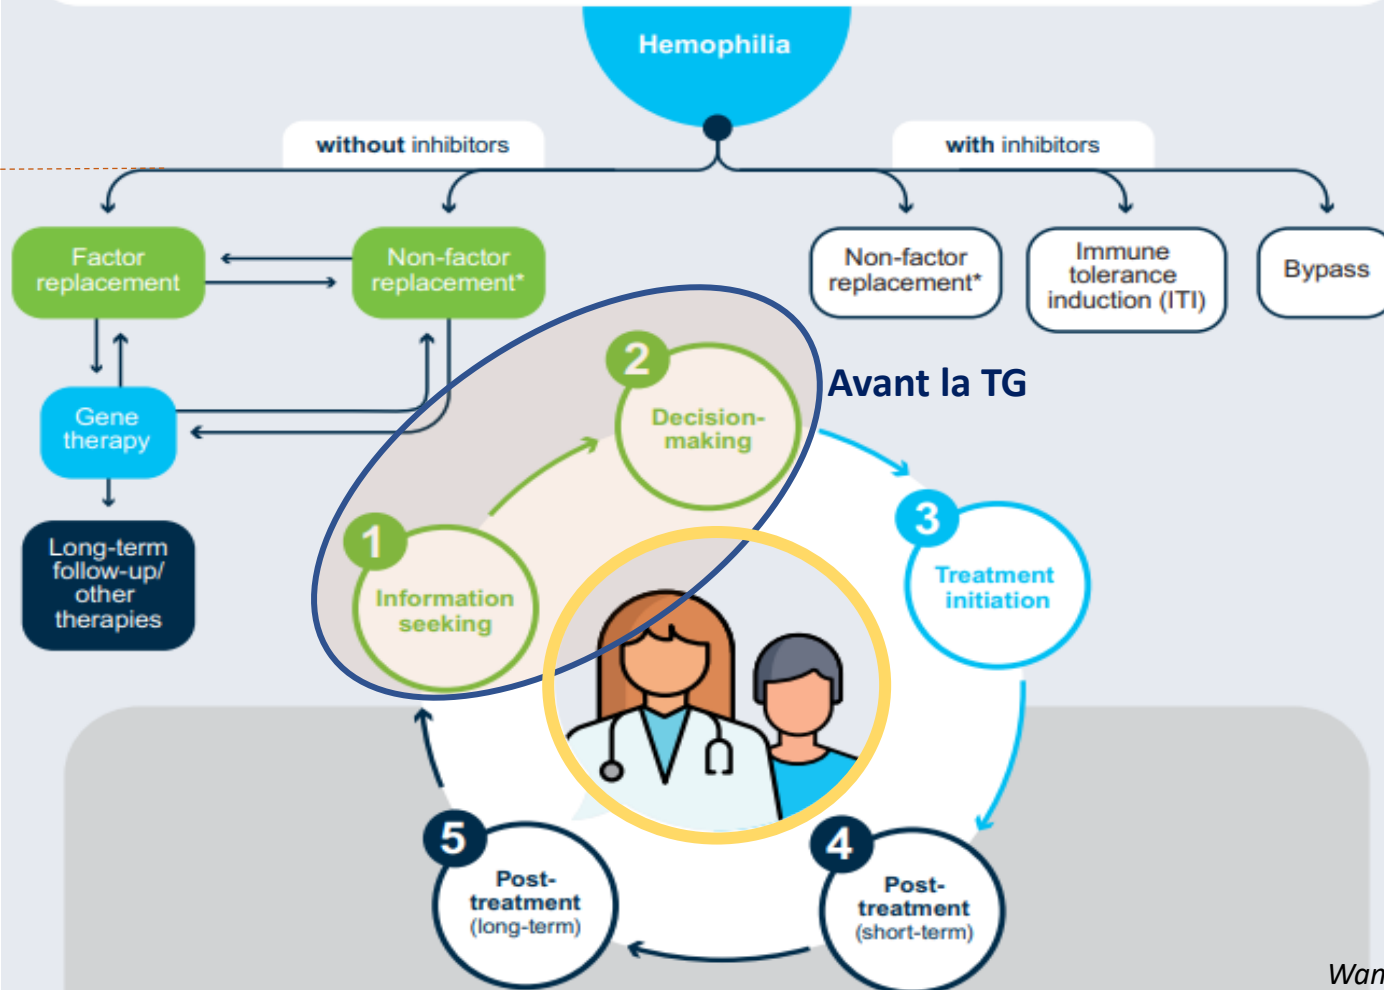 Hemophilia
without inhibitors
with inhibitors
Factor
replacement
Non-factor
replacement*
Non-factor
replacement*
Immune
tolerance
induction (ITI)
Bypass
Gene
therapy
Long-term
follow-up/
other
therapies
Avant la TG
1
Information
seeking
2
Decision-
making
3
Treatment
initiation
4
Post-
treatment
(short-term)
5
Post-
treatment
(long-term)